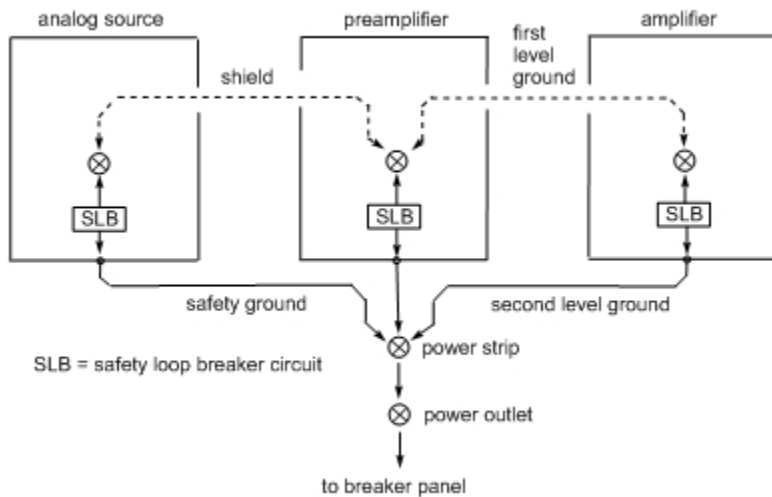 analog source
preamplifier
amplifier
first
level
ground
shield
SLB
SLB
SLB
safety ground
second level ground
power strip
SLB = safety loop breaker circuit
power outlet
to breaker panel